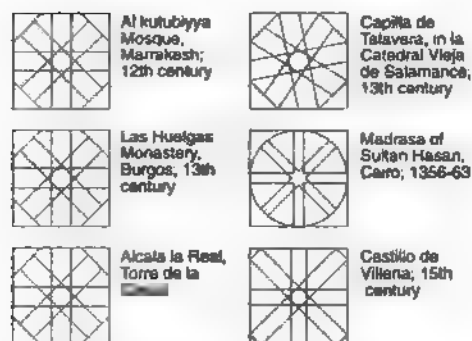 Al kutubiyya
Mosque,
Marrakesh;
12th century
Capilla de
Talavera, in la
Catedral Vieja
de Salamanca;
13th century
Las Huelgas
Monastery,
Burgos; 13th
century
Madrasa of
Sultan Hasan,
Cairo; 1356-63
Alcala la Real,
Torre de la
Castillo de
Villena; 15th
century